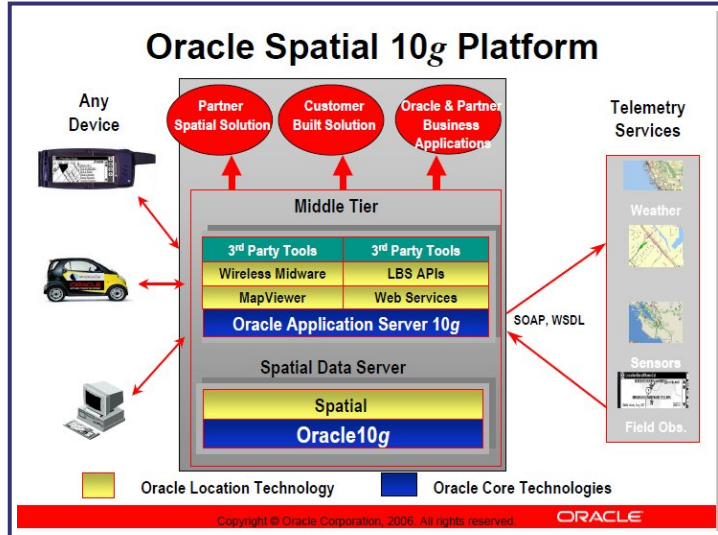 Oracle Spatial 10g Platform
Any
Device
Partner
Spatial Solution
Customer
Built Solution
Oracle & Partner
Business
Applications
Telemetry
Services
Middle Tier
3rd Party Tools
3rd Party Tools
Wireless Midware
LBS APIs
MapViewer
Web Services
Oracle Application Server 10g
SOAP, WSDL
Weather
Sensors
Field Obs.
Spatial Data Server
Spatial
Oracle10g
Oracle Location Technology
Oracle Core Technologies
Copyright © Oracle Corporation, 2006. All rights reserved.
ORACLE